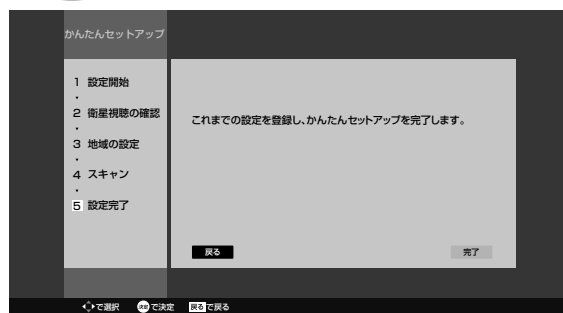 かんたんセットアップ
1 設定開始
・
2 衛星視聴の確認
・
3 地域の設定
・
4 スキャン
・
5 設定完了
これまでの設定を登録し、かんたんセットアップを完了します。
戻る 完了
で選択 決定で決定 戻るで戻る